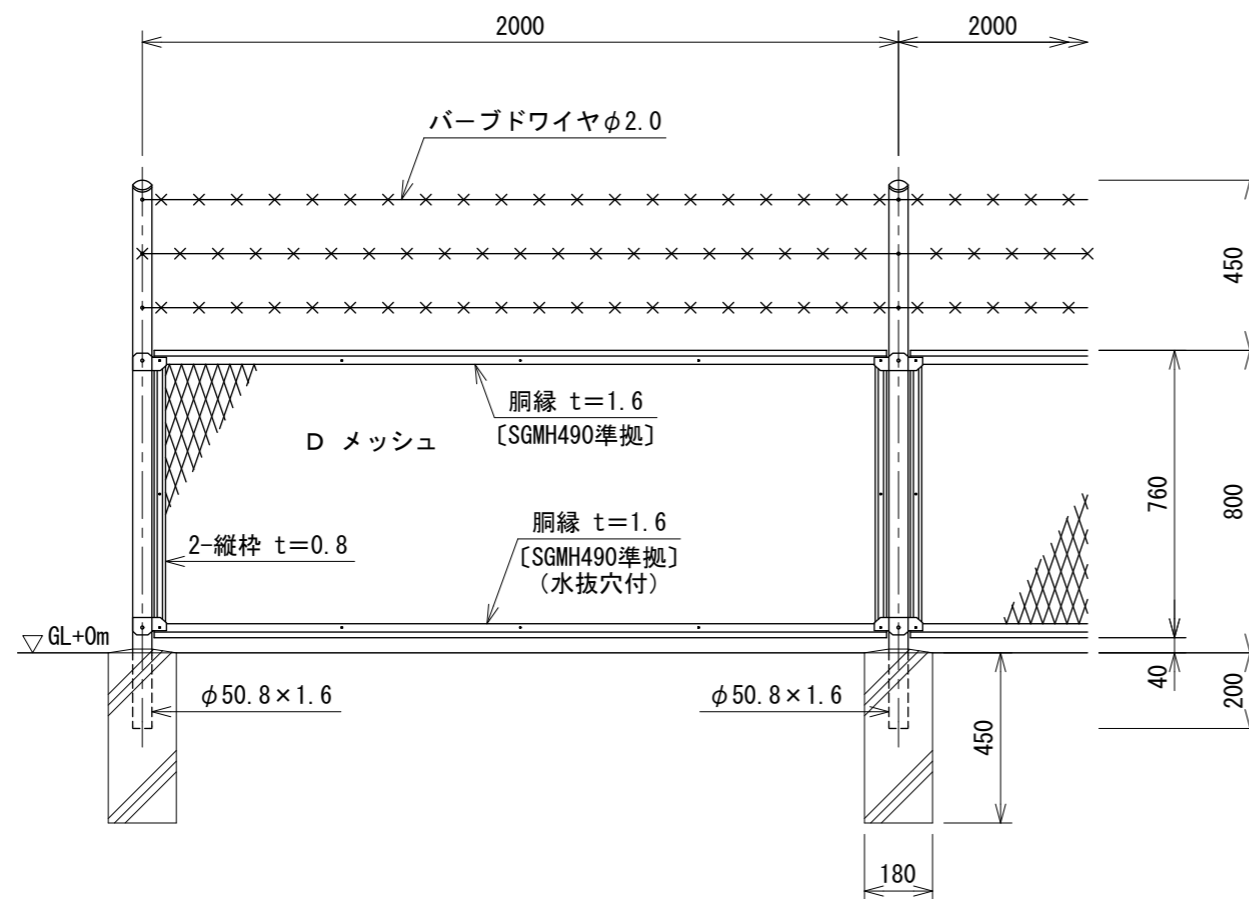 2000
2000
バーブドワイヤφ2.0
450
胴縁 t=1.6
〔SGMH490準拠〕
D メッシュ
760
800
胴縁 t=1.6
〔SGMH490準拠〕
(水抜穴付)
2-縦枠 t=0.8
GL+0m
40
200
φ50.8×1.6
φ50.8×1.6
450
180